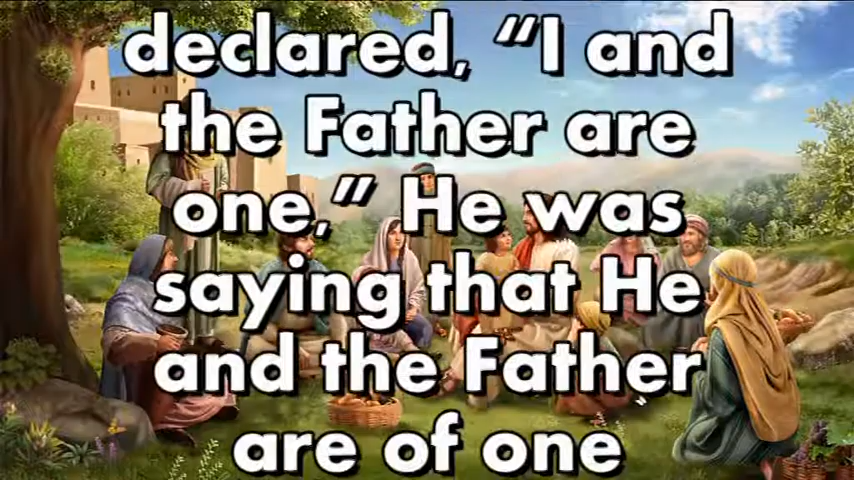 declared, “I and
the Father are
one,” He was
saying that He
and the Father
are of one